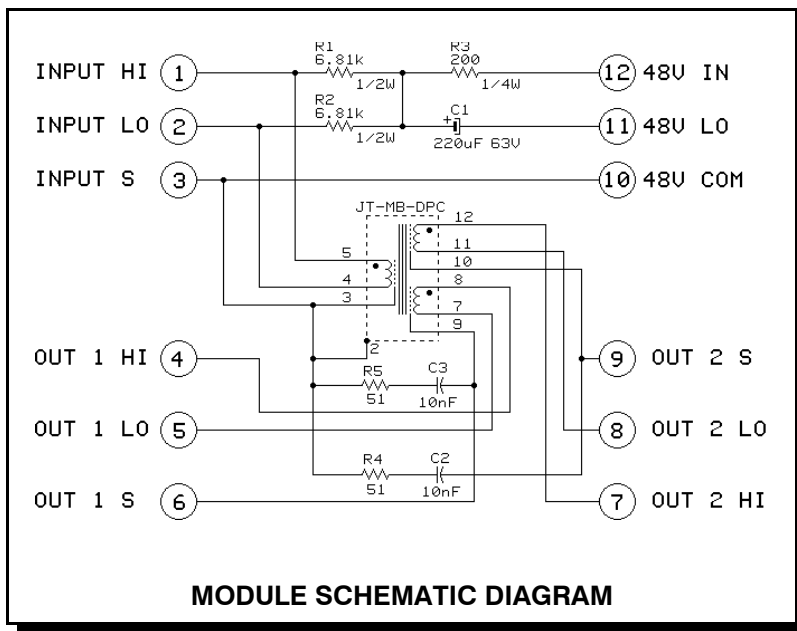 R1 R3
6.81k 200
INPUT HI 1 12 48V IN
1/2W 1/4W
R2
6.81k C1
INPUT LO 2 + 11 48V LO
1/2W 220uF 63V
INPUT S 3 10 48V COM
JT-MB-DPC
12
11
5 10
4 8
3 7
9
2
OUT 1 HI 4 9 OUT 2 S
R5 C3
51 10nF
OUT 1 LO 5 8 OUT 2 LO
R4 C2
51 10nF
OUT 1 S 6 7 OUT 2 HI
MODULE SCHEMATIC DIAGRAM